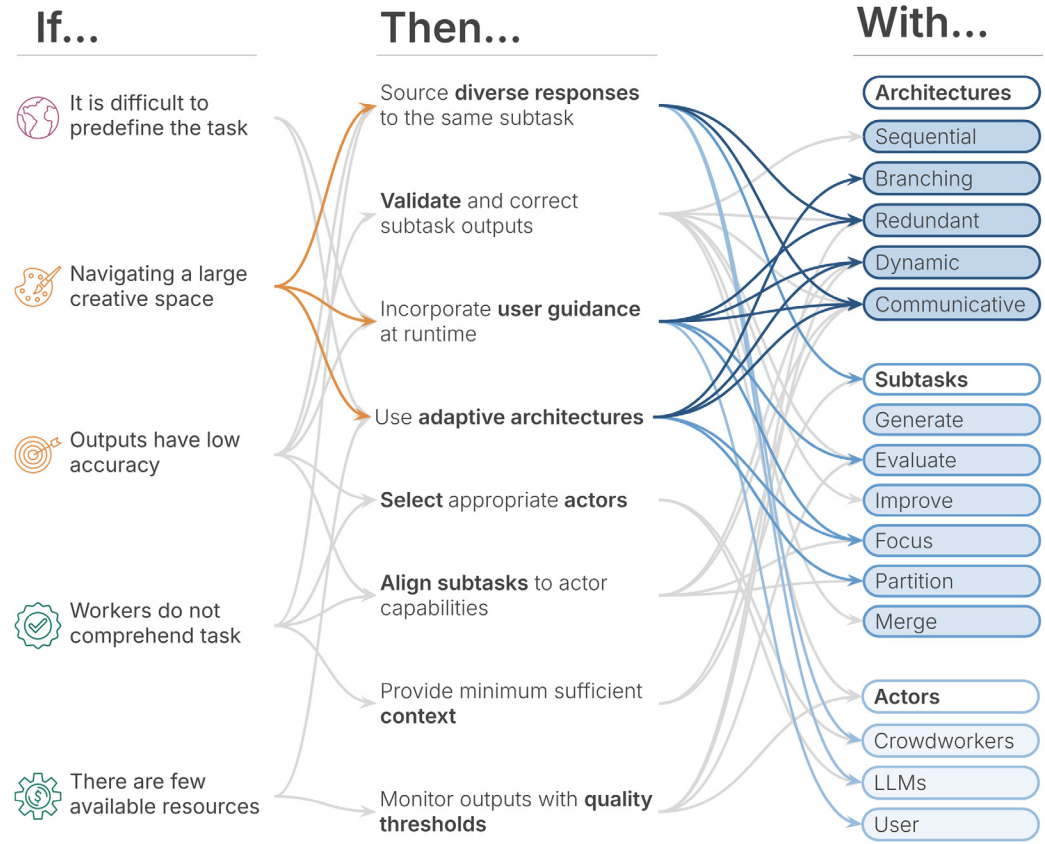 If...
It is difficult to
predefine the task
Navigating a large
creative space
Outputs have low
accuracy
Workers do not
comprehend task
There are few
available resources
Then...
Source diverse responses
to the same subtask
Validate and correct
subtask outputs
Incorporate user guidance
at runtime
Use adaptive architectures
Select appropriate actors
Align subtasks to actor
capabilities
Provide minimum sufficient
context
Monitor outputs with quality
thresholds
With...
Architectures
Sequential
Branching
Redundant
Dynamic
Communicative
Subtasks
Generate
Evaluate
Improve
Focus
Partition
Merge
Actors
Crowdworkers
LLMs
User